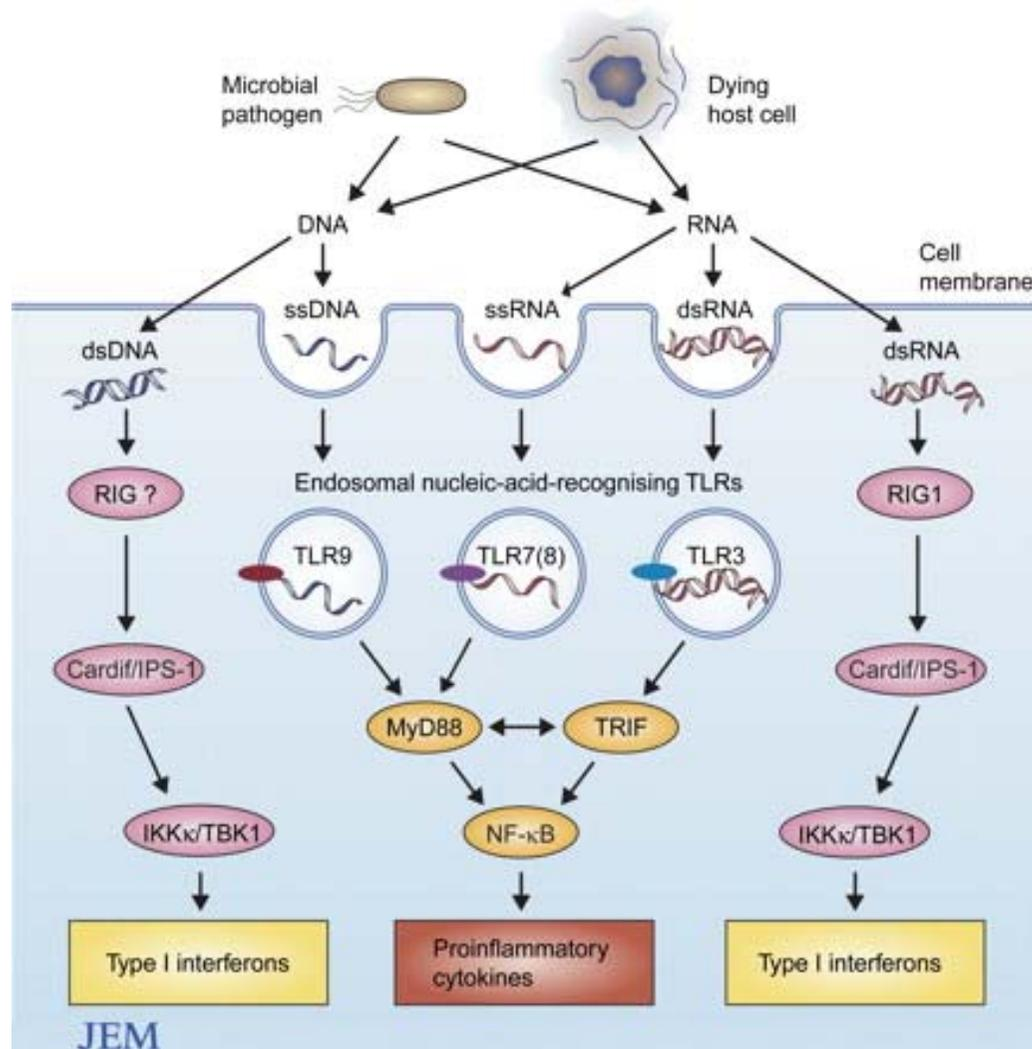 Microbial
pathogen
Dying
host cell
DNA
RNA
Cell
membrane
ssDNA
ssRNA
dsRNA
dsDNA
dsRNA
RIG ?
Endosomal nucleic-acid-recognising TLRs
RIG1
TLR9
TLR7(8)
TLR3
Cardif/IPS-1
Cardif/IPS-1
MyD88
TRIF
IKKκ/TBK1
NF-κB
IKKκ/TBK1
Type I interferons
Proinflammatory
cytokines
Type I interferons
JEM